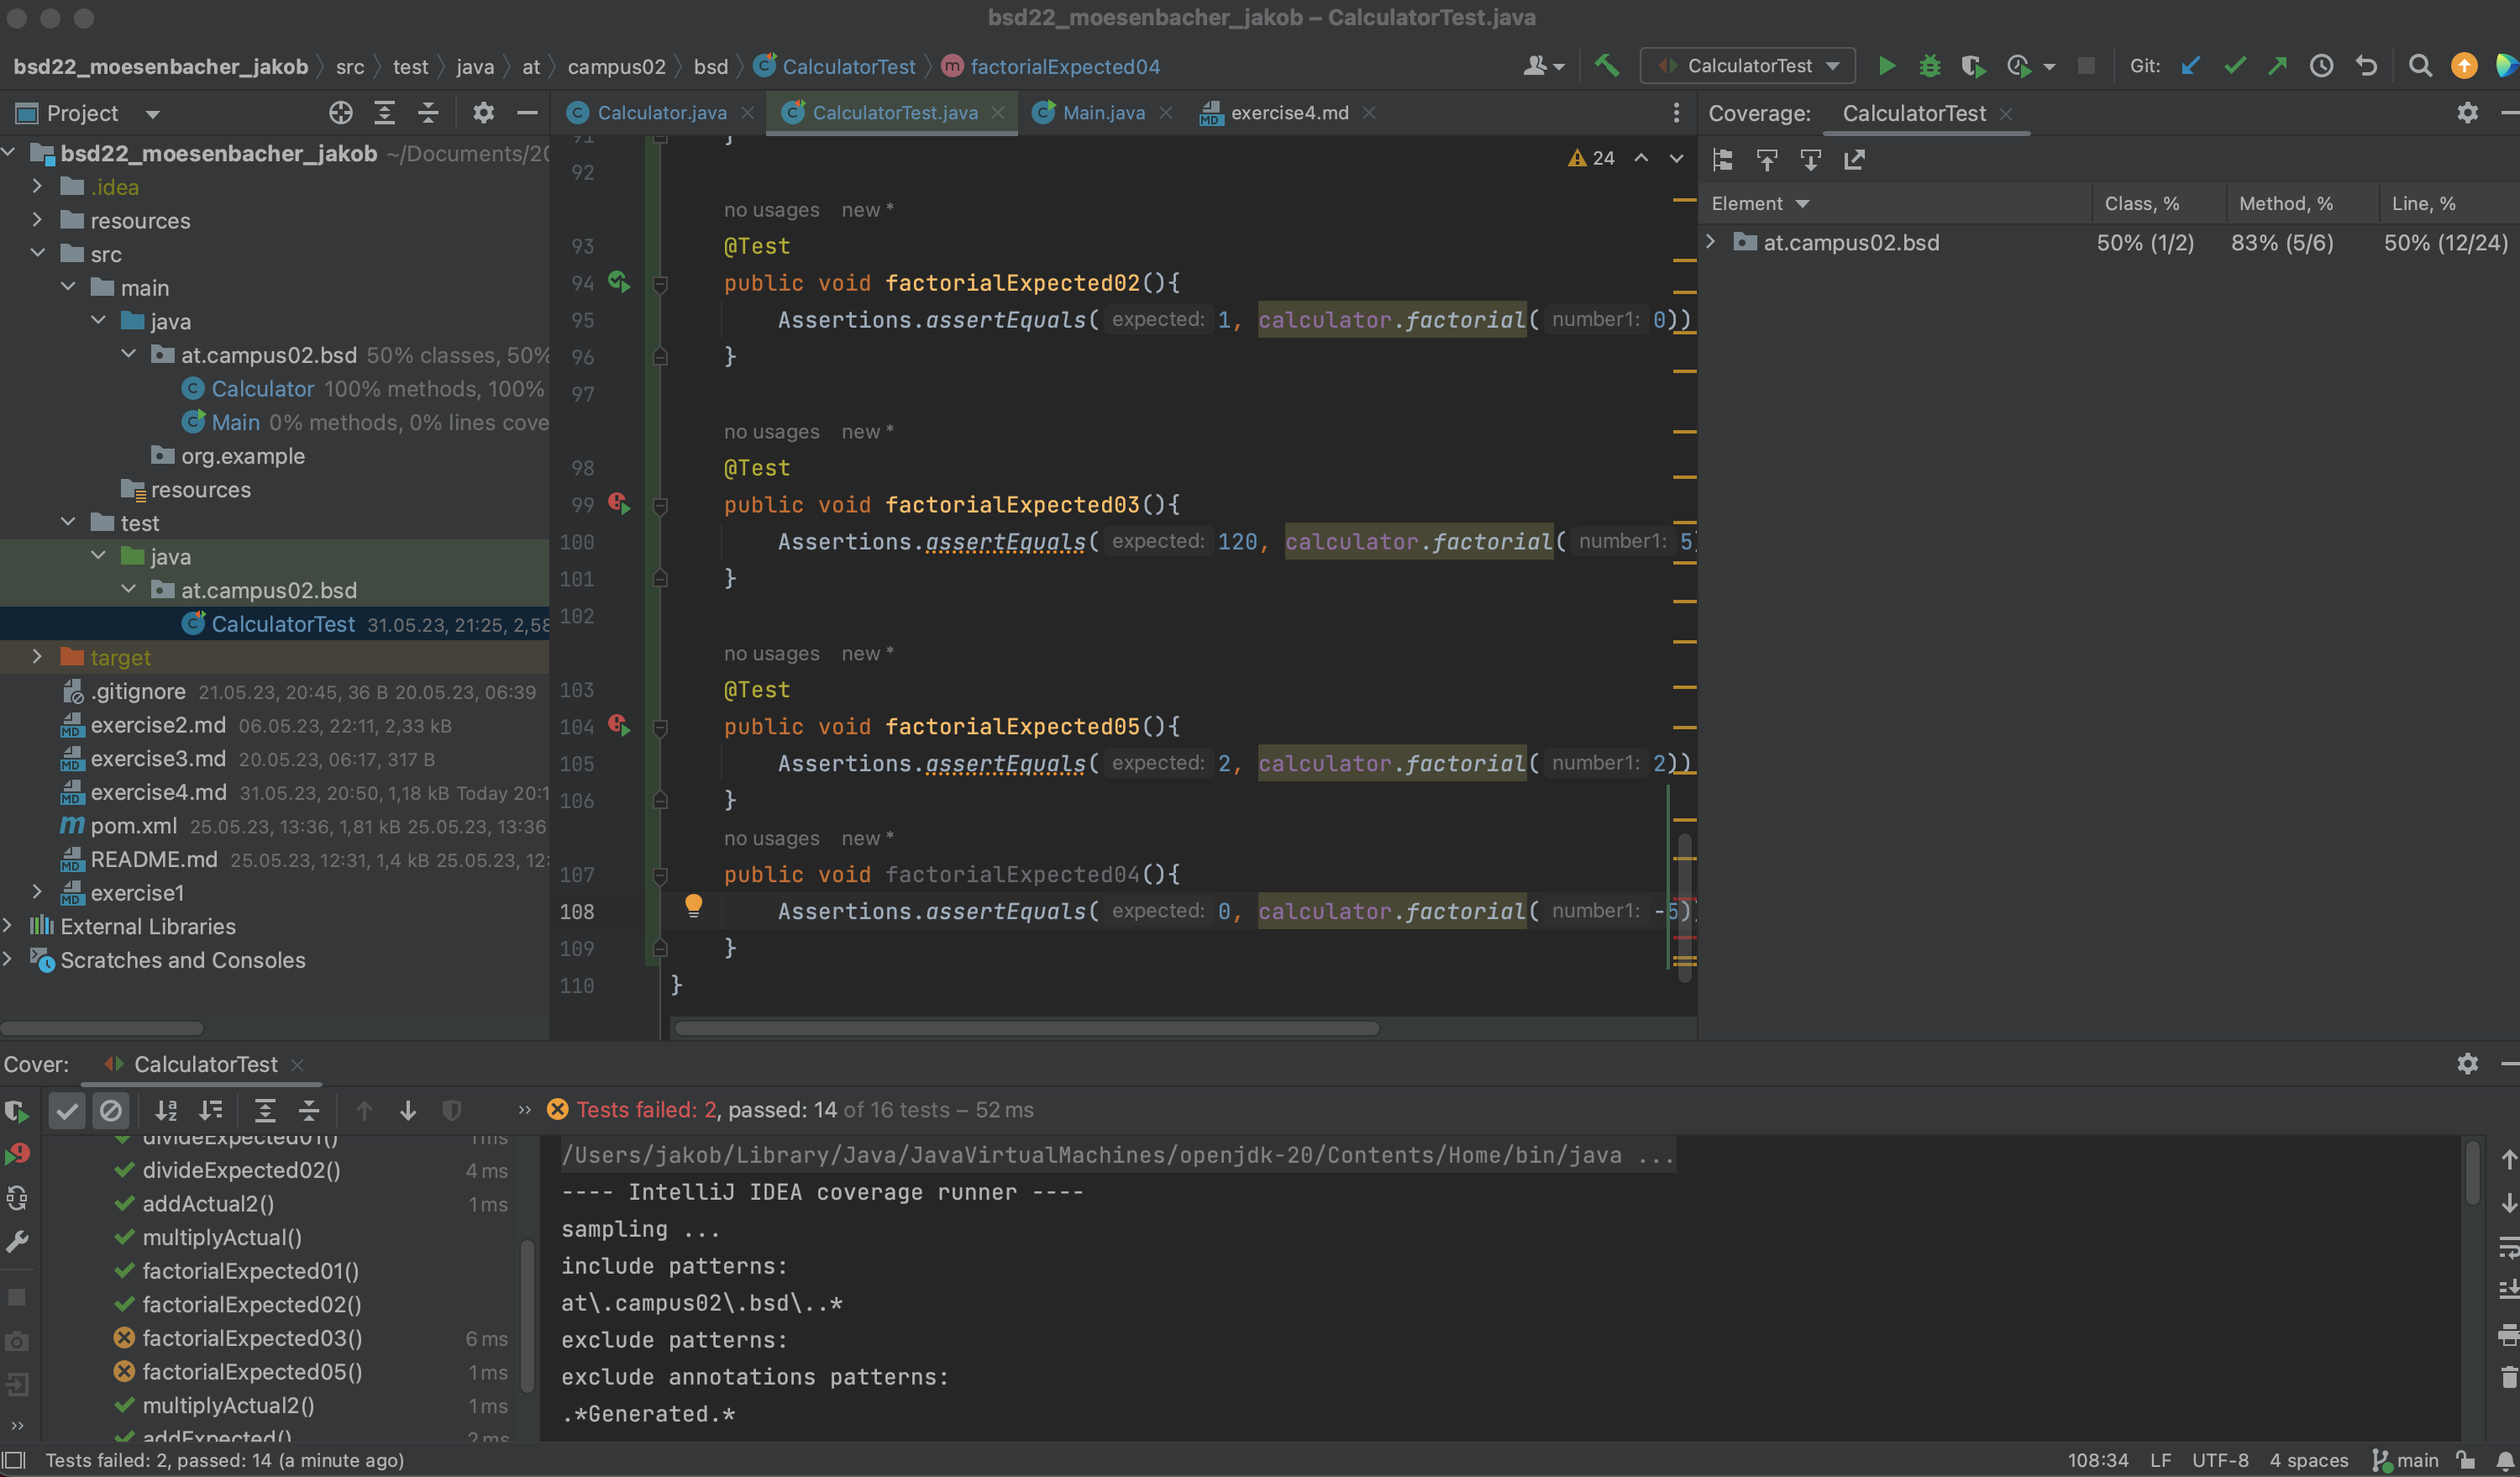 bsd22_moesenbacher_jakob – CalculatorTest.java
bsd22_moesenbacher_jakob src test java at campus02 bsd CalculatorTest m factorialExpected04
CalculatorTest Git:
Project
Calculator.java CalculatorTest.java Main.java exercise4.md
Coverage: CalculatorTest
bsd22_moesenbacher_jakob ~/Documents/20
.idea
resources
src
main
java
at.campus02.bsd 50% classes, 50%
Calculator 100% methods, 100%
Main 0% methods, 0% lines cove
org.example
resources
test
java
at.campus02.bsd
CalculatorTest 31.05.23, 21:25, 2,58
target
.gitignore 21.05.23, 20:45, 36 B 20.05.23, 06:39
exercise2.md 06.05.23, 22:11, 2,33 kB
exercise3.md 20.05.23, 06:17, 317 B
exercise4.md 31.05.23, 20:50, 1,18 kB Today 20:1
pom.xml 25.05.23, 13:36, 1,81 kB 25.05.23, 13:36
README.md 25.05.23, 12:31, 1,4 kB 25.05.23, 12:
exercise1
External Libraries
Scratches and Consoles
24
91 }
92
no usages new *
93 @Test
94 public void factorialExpected02(){
95 Assertions.assertEquals( expected: 1, calculator.factorial( number1: 0))
96 }
97
no usages new *
98 @Test
99 public void factorialExpected03(){
100 Assertions.assertEquals( expected: 120, calculator.factorial( number1: 5)
101 }
102
no usages new *
103 @Test
104 public void factorialExpected05(){
105 Assertions.assertEquals( expected: 2, calculator.factorial( number1: 2))
106 }
no usages new *
107 public void factorialExpected04(){
108 Assertions.assertEquals( expected: 0, calculator.factorial( number1: -5))
109 }
110 }
Element Class, % Method, % Line, %
at.campus02.bsd 50% (1/2) 83% (5/6) 50% (12/24)
Cover: CalculatorTest
Tests failed: 2, passed: 14 of 16 tests – 52 ms
divideExpected01() 1 ms
divideExpected02() 4 ms
addActual2() 1 ms
multiplyActual()
factorialExpected01()
factorialExpected02()
factorialExpected03() 6 ms
factorialExpected05() 1 ms
multiplyActual2() 1 ms
addExpected() 2 ms
/Users/jakob/Library/Java/JavaVirtualMachines/openjdk-20/Contents/Home/bin/java ...
---- IntelliJ IDEA coverage runner ----
sampling ...
include patterns:
at\.campus02\.bsd\..*
exclude patterns:
exclude annotations patterns:
.*Generated.*
Tests failed: 2, passed: 14 (a minute ago)
108:34 LF UTF-8 4 spaces main